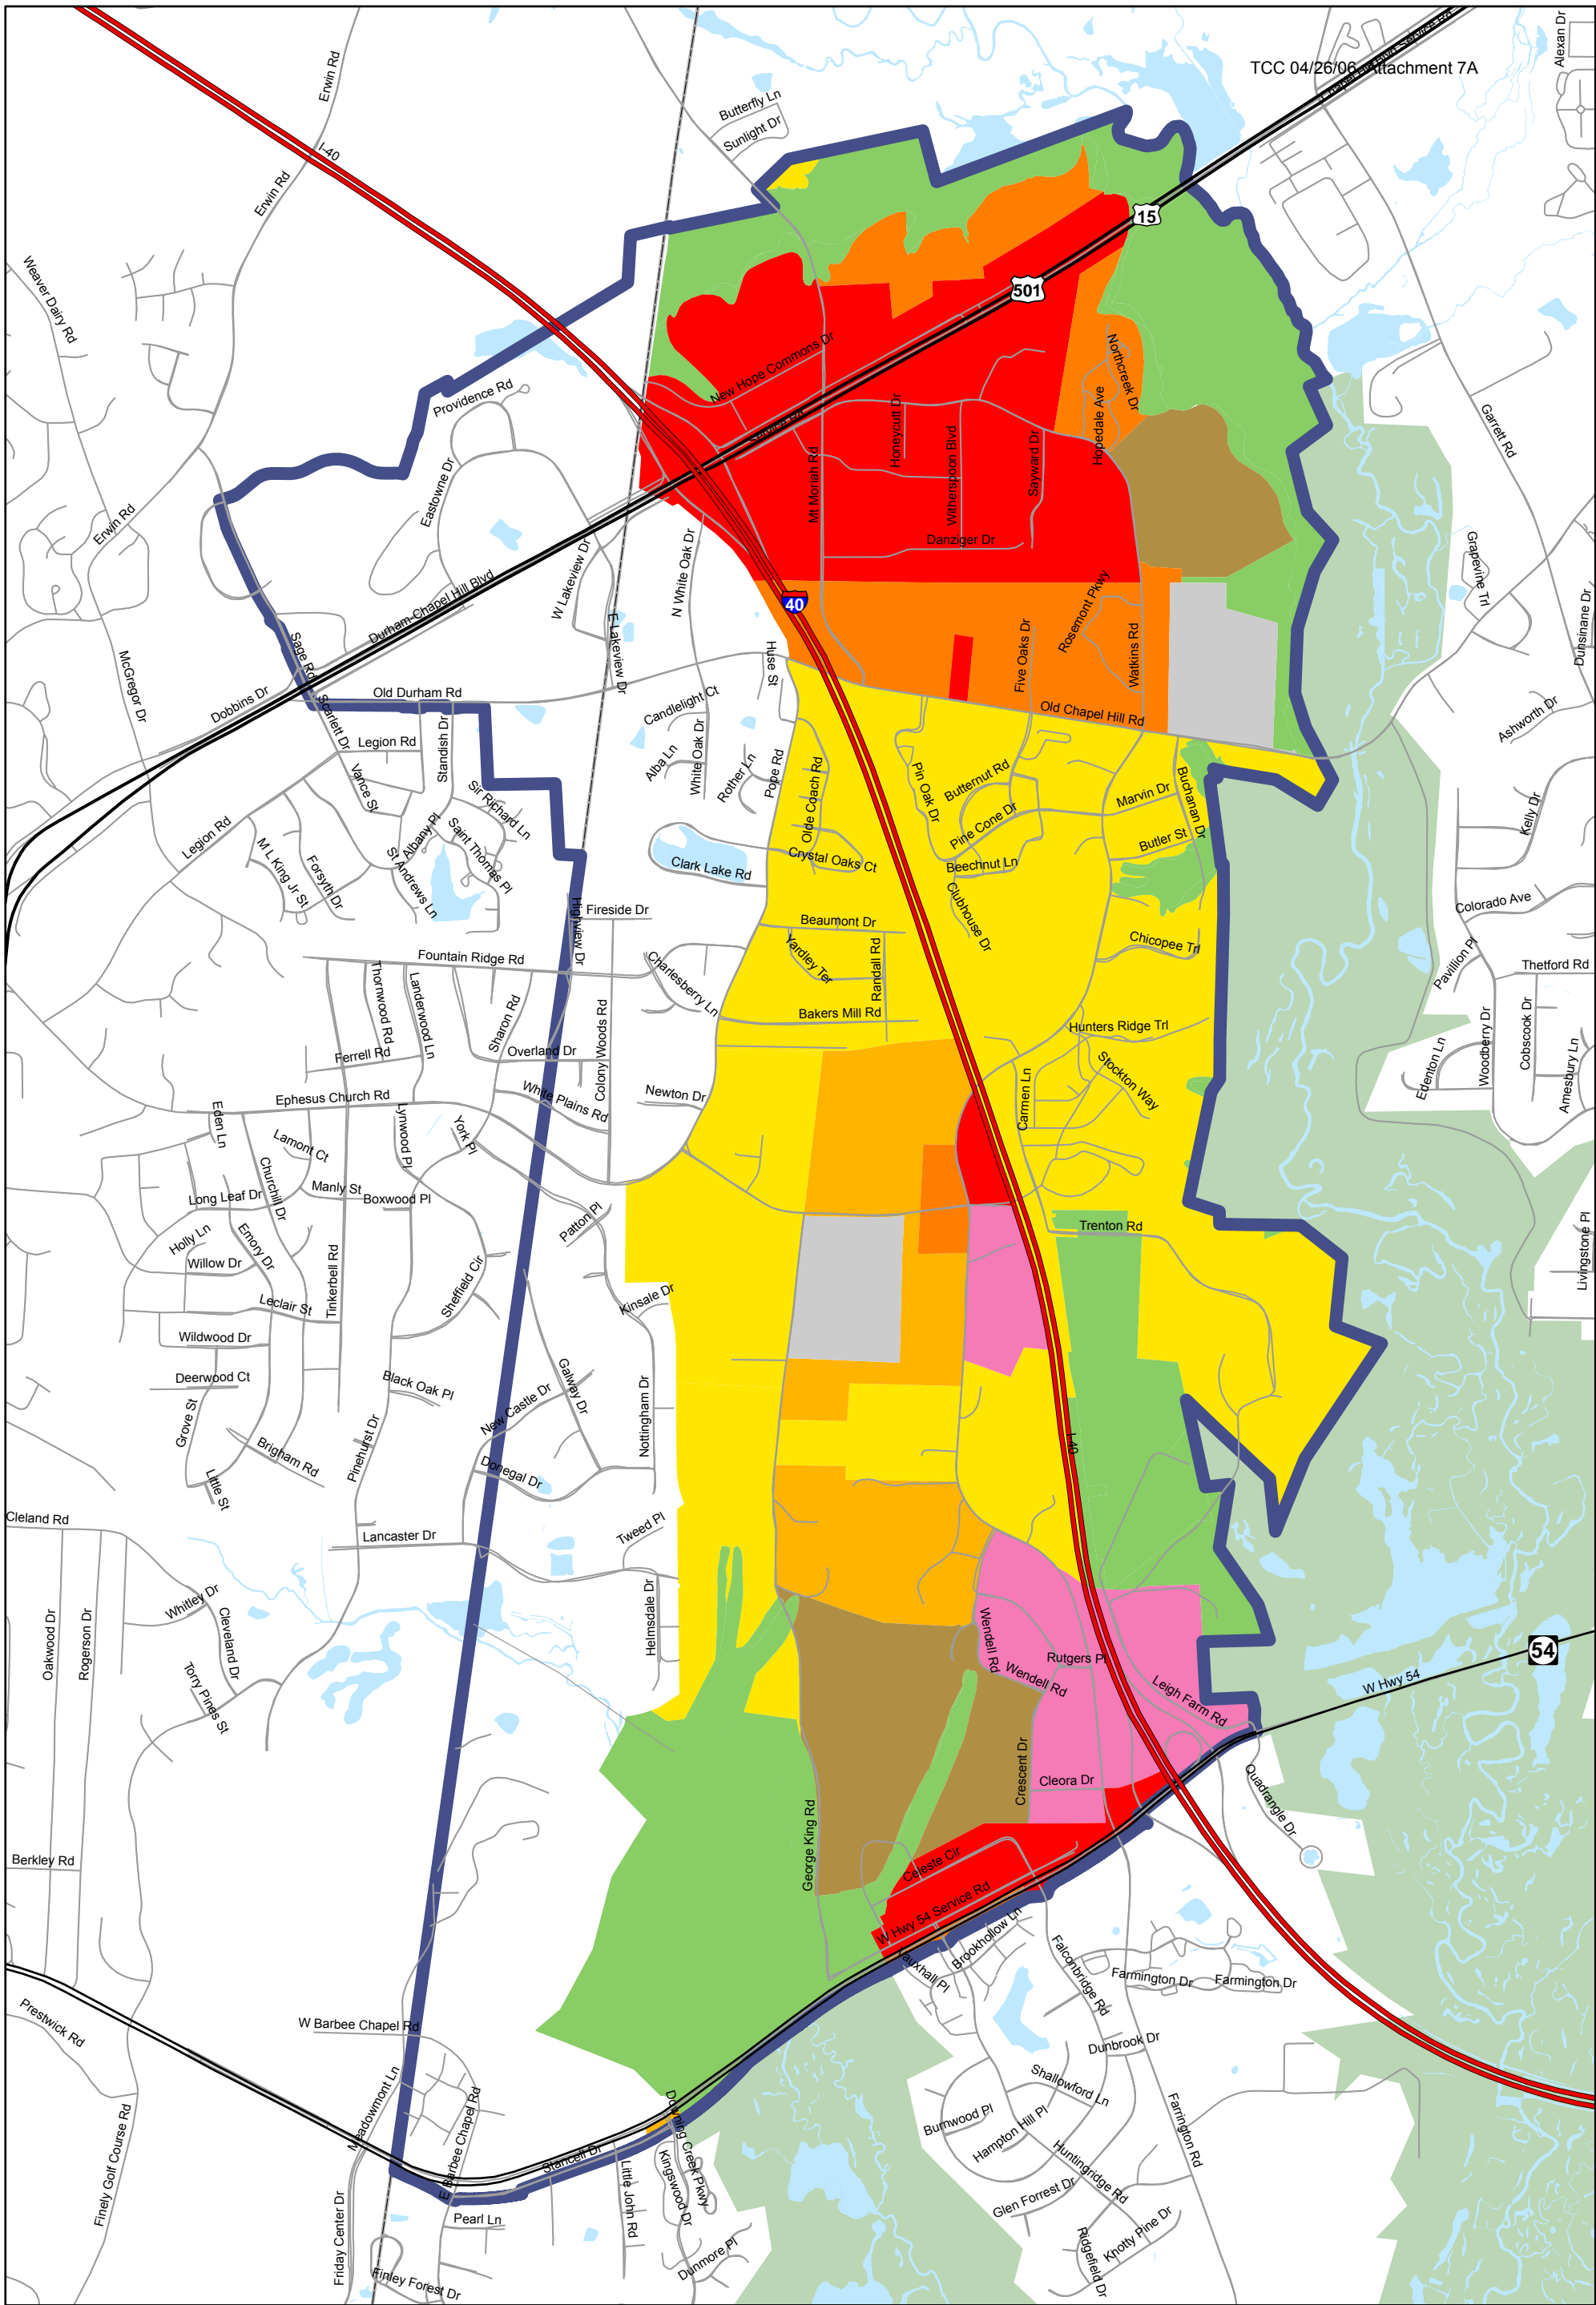 TCC 04/26/06 Attachment 7A
Alexan Dr
Erwin Rd
I-40
Butterfly Ln
Sunlight Dr
Erwin Rd
15
501
Weaver Dairy Rd
Providence Rd
New Hope Commons Dr
Service Rd
Northcreek Dr
Hopedale Ave
Garrett Rd
Eastowne Dr
Mt Moriah Rd
Honeycutt Dr
Witherspoon Blvd
Sayward Dr
Erwin Rd
Danziger Dr
Grapevine Trl
Dunsinane Dr
W Lakeview Dr
E Lakeview Dr
N White Oak Dr
Durham-Chapel Hill Blvd
40
Rosemont Pkwy
Watkins Rd
Five Oaks Dr
Huse St
Sage Rd
McGregor Dr
Dobbins Dr
Old Durham Rd
Scarlett Dr
Candlelight Ct
Old Chapel Hill Rd
Ashworth Dr
Legion Rd
Standish Dr
Vance St
Alba Ln
White Oak Dr
Rother Ln
Pope Rd
Olde Coach Rd
Pin Oak Dr
Butternut Rd
Pine Cone Dr
Marvin Dr
Buchanan Dr
Butler St
Kelly Dr
Sir Richard Ln
Albany Pl
Saint Thomas Pl
St Andrews Ln
Legion Rd
M L King Jr St
Forsyth Dr
Clark Lake Rd
Crystal Oaks Ct
Beechnut Ln
Clubhouse Dr
Colorado Ave
Fireside Dr
Highview Dr
Beaumont Dr
Yardley Ter
Randall Rd
Chicopee Trl
Pavillion Pl
Thetford Rd
Fountain Ridge Rd
Thornwood Rd
Landerwood Ln
Sharon Rd
Charlesberry Ln
Bakers Mill Rd
Hunters Ridge Trl
Ferrell Rd
Overland Dr
Colony Woods Rd
Carmen Ln
Stockton Way
Edenton Ln
Woodberry Dr
Cobscook Dr
Amesbury Ln
Ephesus Church Rd
White Plains Rd
Newton Dr
Eden Ln
Lamont Ct
Lynwood Pl
York Pl
Churchill Dr
Long Leaf Dr
Manly St
Boxwood Pl
Emory Dr
Holly Ln
Willow Dr
Patton Pl
Trenton Rd
Livingstone Pl
Tinkerbell Rd
Sheffield Cir
Leclair St
Kinsale Dr
Wildwood Dr
Deerwood Ct
Black Oak Pl
Galway Dr
New Castle Dr
Nottingham Dr
Grove St
Brigham Rd
Pinehurst Dr
I-40
Little St
Donegal Dr
Cleland Rd
Lancaster Dr
Tweed Pl
Whitley Dr
Cleveland Dr
Oakwood Dr
Rogerson Dr
Helmsdale Dr
Wendell Rd
Rutgers Pl
Wendell Rd
Leigh Farm Rd
54
W Hwy 54
Torry Pines St
Crescent Dr
Cleora Dr
Quadrangle Dr
Berkley Rd
George King Rd
Celeste Cir
W Hwy 54 Service Rd
Vauxhall Pl
Brookhollow Ln
Falconbridge Rd
Farmington Dr
Farmington Dr
Prestwick Rd
W Barbee Chapel Rd
Dunbrook Dr
Meadowmont Ln
E Barbee Chapel Rd
Shallowford Ln
Burnwood Pl
Hampton Hill Pl
Farrington Rd
Finely Golf Course Rd
Stancell Dr
Downing Creek Pkwy
Kingswood Dr
Little John Rd
Huntingridge Rd
Glen Forrest Dr
Friday Center Dr
Pearl Ln
Dunmore Pl
Ridgefield Dr
Knotty Pine Dr
Finley Forest Dr